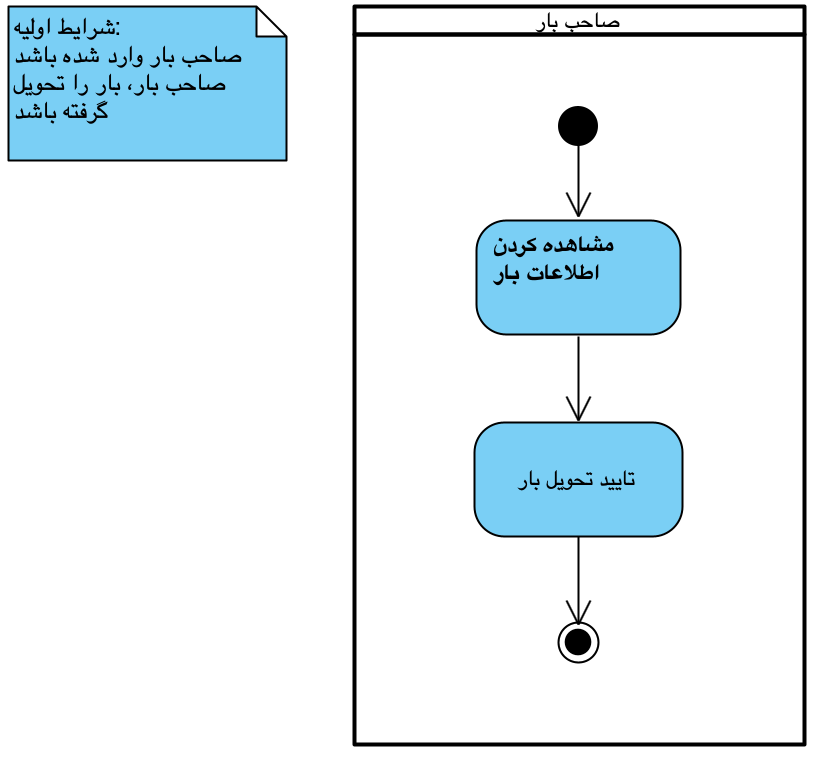 شرایط اولیه:
صاحب بار وارد شده باشد
صاحب بار، بار را تحویل
گرفته باشد
صاحب بار
مشاهده کردن
اطلاعات بار
تایید تحویل بار